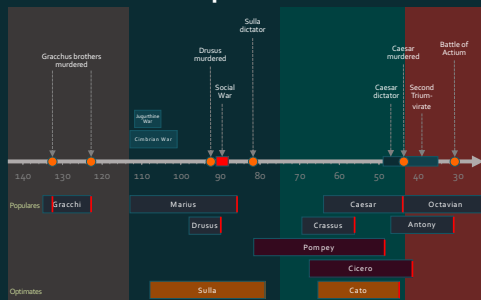 Sulla
dictator
Gracchus brothers
murdered
Drusus
murdered
Caesar
murdered
Battle of
Actium
Social
War
Caesar
dictator
Second
Trium-
virate
Jugurthine
War
Cimbrian War
140 130 120 110 100 90 80 70 60 50 40 30
Populares
Gracchi Marius Caesar Octavian
Drusus Crassus Antony
Pompey
Cicero
Optimates Sulla Cato